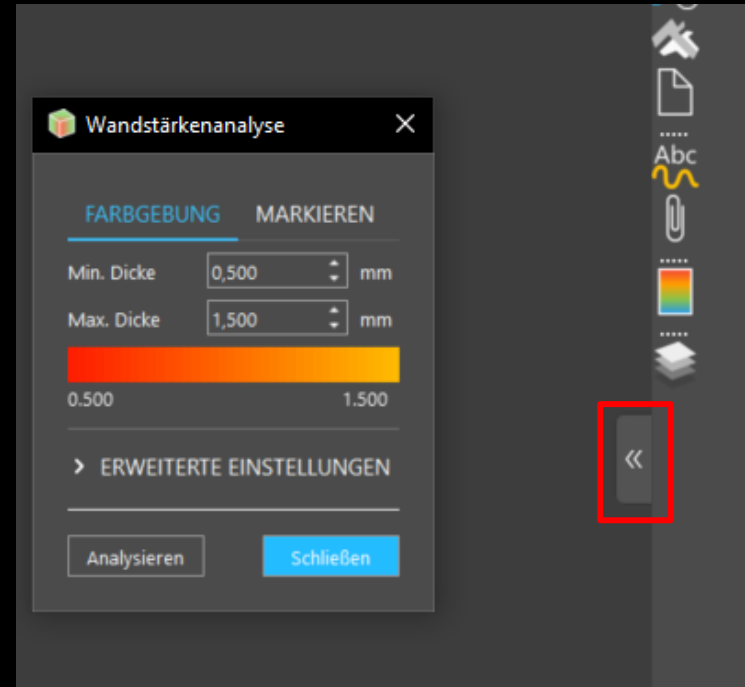 Wandstärkenanalyse
FARBGEBUNG MARKIEREN
Min. Dicke 0,500 mm
Max. Dicke 1,500 mm
0.500 1.500
ERWEITERTE EINSTELLUNGEN
Analysieren Schließen
Abc